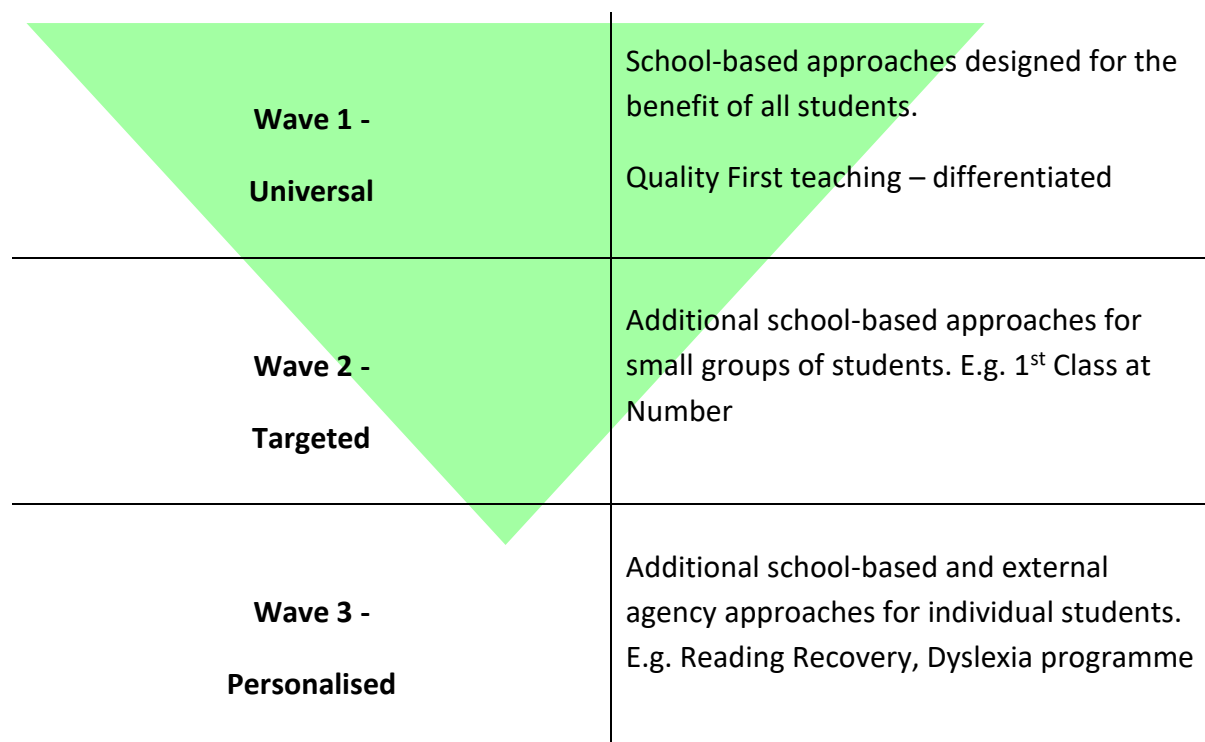 Wave 1 -
Universal
School-based approaches designed for the
benefit of all students.
Quality First teaching – differentiated
Wave 2 -
Targeted
Additional school-based approaches for
small groups of students. E.g. 1st Class at
Number
Wave 3 -
Personalised
Additional school-based and external
agency approaches for individual students.
E.g. Reading Recovery, Dyslexia programme